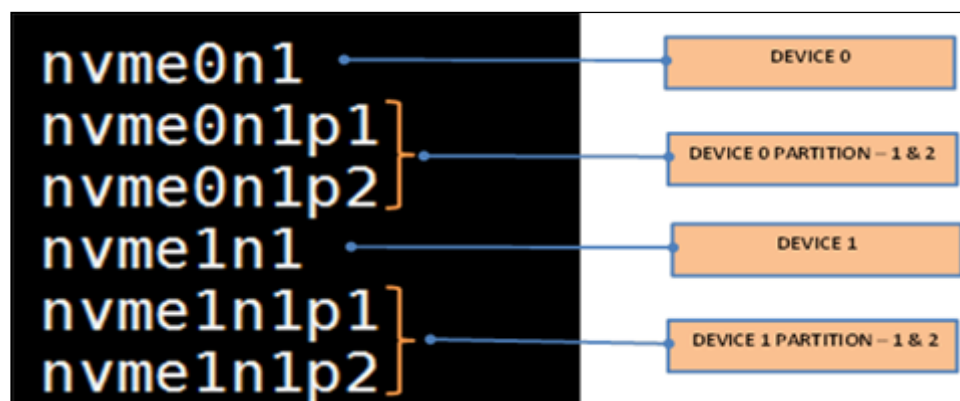 nvme0n1
DEVICE 0
nvme0n1p1
nvme0n1p2
DEVICE 0 PARTITION – 1 & 2
nvme1n1
DEVICE 1
nvme1n1p1
nvme1n1p2
DEVICE 1 PARTITION – 1 & 2